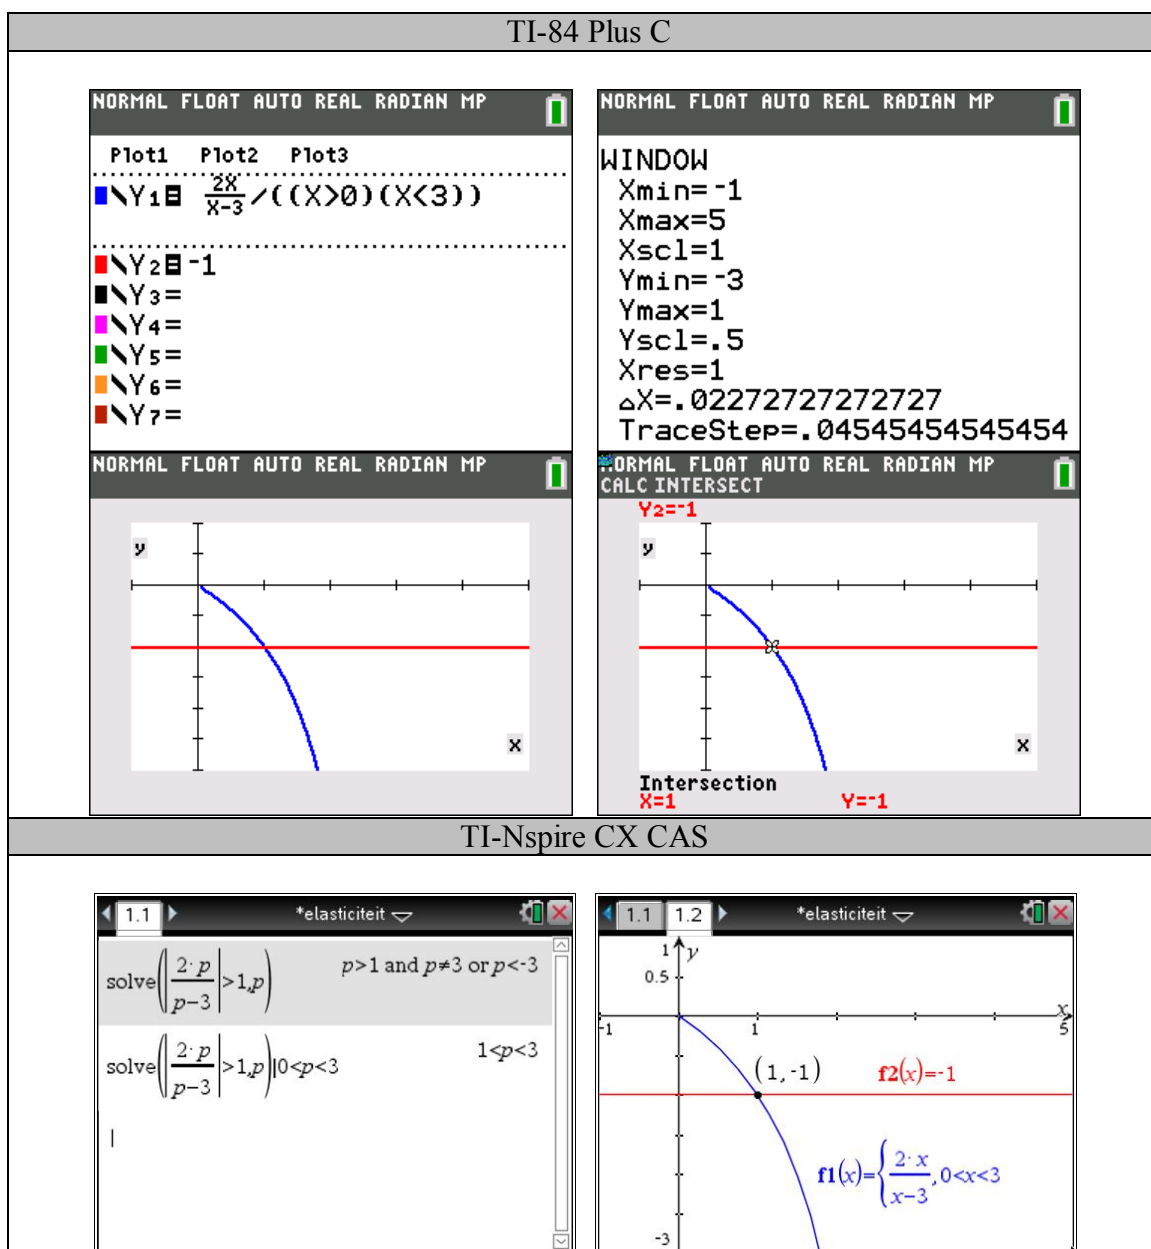 TI-84 Plus C
NORMAL FLOAT AUTO REAL RADIAN MP
Plot1 Plot2 Plot3
\Y1= 2X/X-3 /((X>0)(X<3))
\Y2=-1
\Y3=
\Y4=
\Y5=
\Y6=
\Y7=
NORMAL FLOAT AUTO REAL RADIAN MP
WINDOW
Xmin=-1
Xmax=5
Xscl=1
Ymin=-3
Ymax=1
Yscl=.5
Xres=1
△X=.02272727272727
TraceStep=.04545454545454
NORMAL FLOAT AUTO REAL RADIAN MP
y
x
NORMAL FLOAT AUTO REAL RADIAN MP
CALC INTERSECT
Y2=-1
y
x
Intersection
X=1 Y=-1
TI-Nspire CX CAS
1.1 *elasticiteit
solve(|2·p/p-3|>1,p) p>1 and p≠3 or p<-3
solve(|2·p/p-3|>1,p)|0<p<3 1<p<3
1.1 1.2 *elasticiteit
1 y
0.5
x
-1 1 5
(1,-1) f2(x)=-1
f1(x)={2·x/x-3,0<x<3
-3